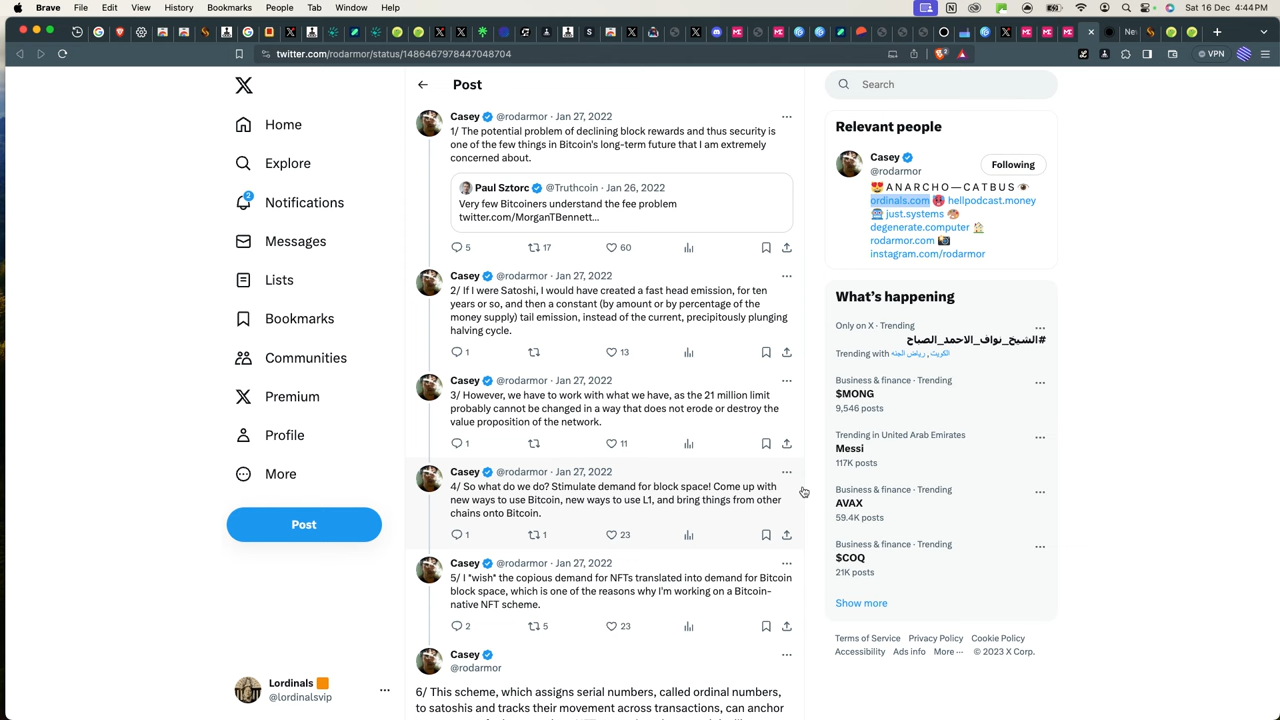 Brave File Edit View History Bookmarks People Tab Window Help
Sat 16 Dec 4:44 PM
twitter.com/rodarmor/status/1486467978447048704
VPN
Home
Explore
2
Notifications
Messages
Lists
Bookmarks
Communities
Premium
Profile
More
Post
Lordinals
@lordinalsvip
Post
Casey @rodarmor · Jan 27, 2022
1/ The potential problem of declining block rewards and thus security is
one of the few things in Bitcoin's long-term future that I am extremely
concerned about.
Paul Sztorc @Truthcoin · Jan 26, 2022
Very few Bitcoiners understand the fee problem
twitter.com/MorganTBennett...
5 17 60
Casey @rodarmor · Jan 27, 2022
2/ If I were Satoshi, I would have created a fast head emission, for ten
years or so, and then a constant (by amount or by percentage of the
money supply) tail emission, instead of the current, precipitously plunging
halving cycle.
1 13
Casey @rodarmor · Jan 27, 2022
3/ However, we have to work with what we have, as the 21 million limit
probably cannot be changed in a way that does not erode or destroy the
value proposition of the network.
1 11
Casey @rodarmor · Jan 27, 2022
4/ So what do we do? Stimulate demand for block space! Come up with
new ways to use Bitcoin, new ways to use L1, and bring things from other
chains onto Bitcoin.
1 1 23
Casey @rodarmor · Jan 27, 2022
5/ I *wish* the copious demand for NFTs translated into demand for Bitcoin
block space, which is one of the reasons why I'm working on a Bitcoin-
native NFT scheme.
2 5 23
Casey
@rodarmor
6/ This scheme, which assigns serial numbers, called ordinal numbers,
to satoshis and tracks their movement across transactions, can anchor
Search
Relevant people
Casey
@rodarmor
Following
ANARCHO—CATBUS
ordinals.com hellpodcast.money
just.systems
degenerate.computer
rodarmor.com
instagram.com/rodarmor
What's happening
Only on X · Trending
#الشيخ_نواف_الاحمد_الصباح
Trending with الكويت, رياض الجنه
Business & finance · Trending
$MONG
9,546 posts
Trending in United Arab Emirates
Messi
117K posts
Business & finance · Trending
AVAX
59.4K posts
Business & finance · Trending
$COQ
21K posts
Show more
Terms of Service Privacy Policy Cookie Policy
Accessibility Ads info More ··· © 2023 X Corp.